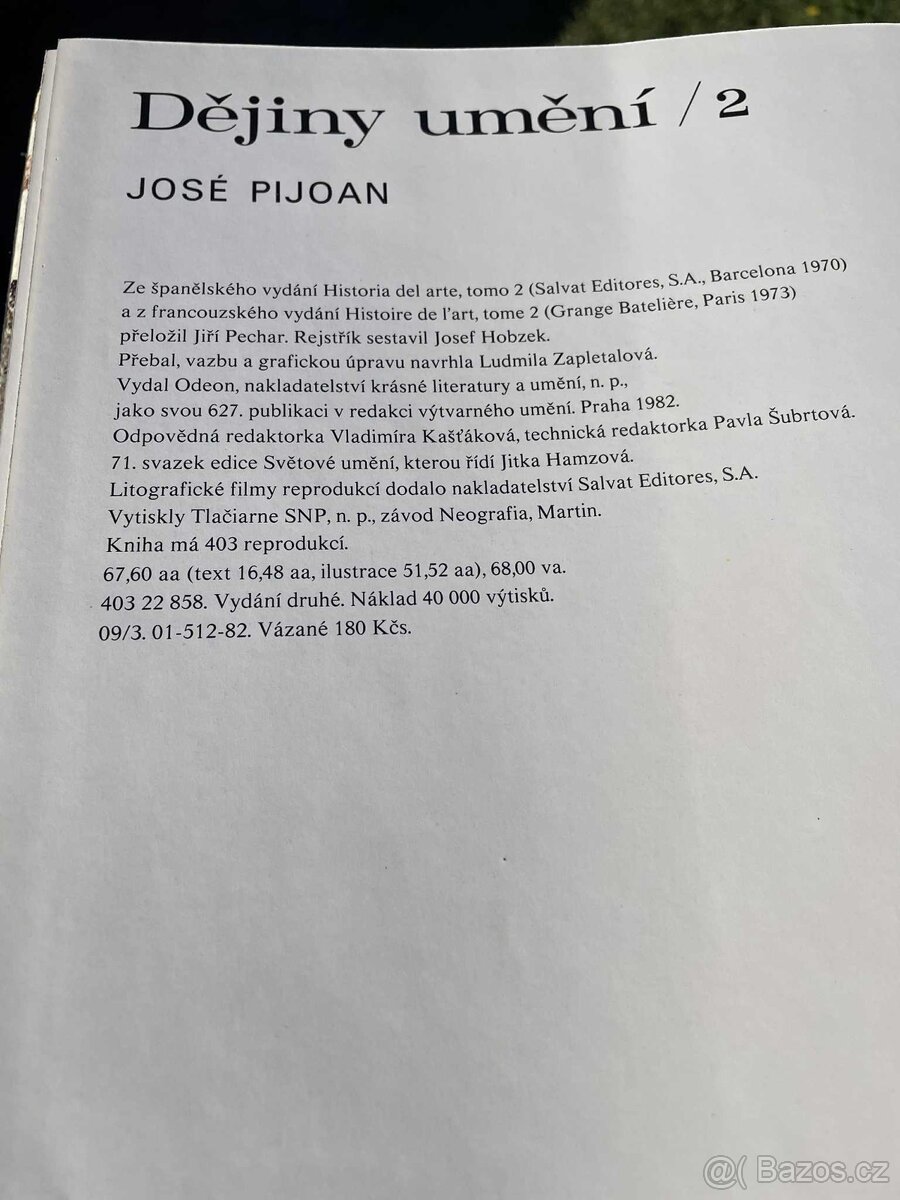 Dějiny umění / 2
JOSÉ PIJOAN
Ze španělského vydání Historia del arte, tomo 2 (Salvat Editores, S.A., Barcelona 1970)
a z francouzského vydání Histoire de l'art, tome 2 (Grange Batelière, Paris 1973)
přeložil Jiří Pechar. Rejstřík sestavil Josef Hobzek.
Přebal, vazbu a grafickou úpravu navrhla Ludmila Zapletalová.
Vydal Odeon, nakladatelství krásné literatury a umění, n. p.,
jako svou 627. publikaci v redakci výtvarného umění. Praha 1982.
Odpovědná redaktorka Vladimíra Kašťáková, technická redaktorka Pavla Šubrtová.
71. svazek edice Světové umění, kterou řídí Jitka Hamzová.
Litografické filmy reprodukcí dodalo nakladatelství Salvat Editores, S.A.
Vytiskly Tlačiarne SNP, n. p., závod Neografia, Martin.
Kniha má 403 reprodukcí.
67,60 aa (text 16,48 aa, ilustrace 51,52 aa), 68,00 va.
403 22 858. Vydání druhé. Náklad 40 000 výtisků.
09/3. 01-512-82. Vázané 180 Kčs.
@( Bazos.cz